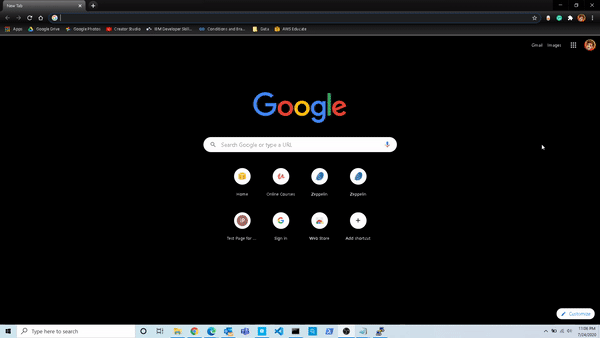 New Tab
Apps Google Drive Google Photos Creator Studio IBM Developer Skill... Conditions and Bra... Guru AWS Educate
Gmail Images
Google
Search Google or type a URL
Home Online Courses Zeppelin Zeppelin
Test Page for ... Sign in Web Store Add shortcut
Customize
Type here to search
11:08 PM
7/24/2020